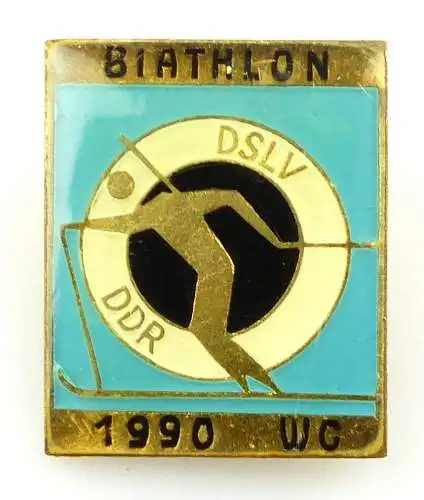 BIATHLON
DSLV
DDR
1990 WC